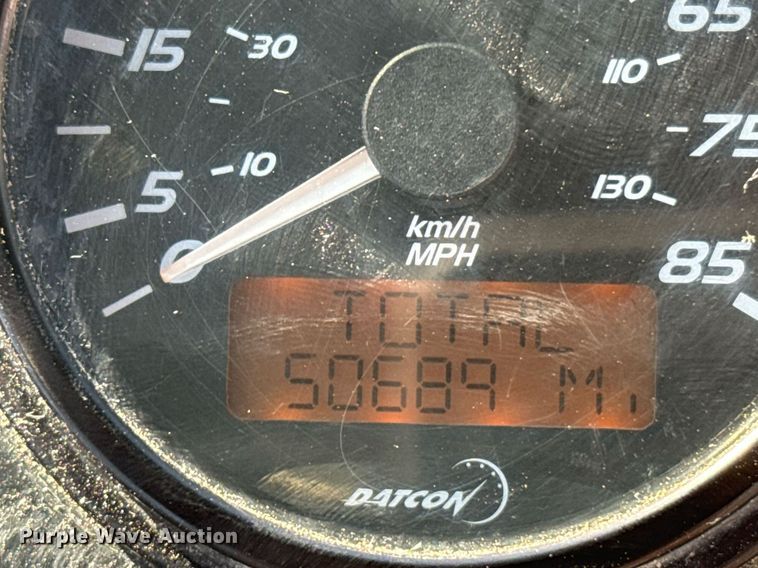 65
15
30
110
75
5
10
130
0
km/h
MPH
85
TOTAL
50689 Mi
DATCON
Purple Wave Auction